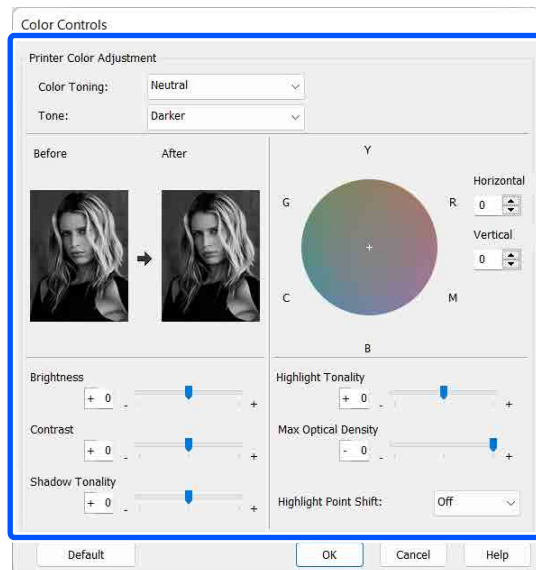 Color Controls
Printer Color Adjustment
Color Toning: Neutral
Tone: Darker
Before After
Y
G R
C M
B
Horizontal
0
Vertical
0
Brightness
+ 0
- +
Contrast
+ 0
- +
Shadow Tonality
+ 0
- +
Highlight Tonality
+ 0
- +
Max Optical Density
- 0
- +
Highlight Point Shift: Off
Default OK Cancel Help